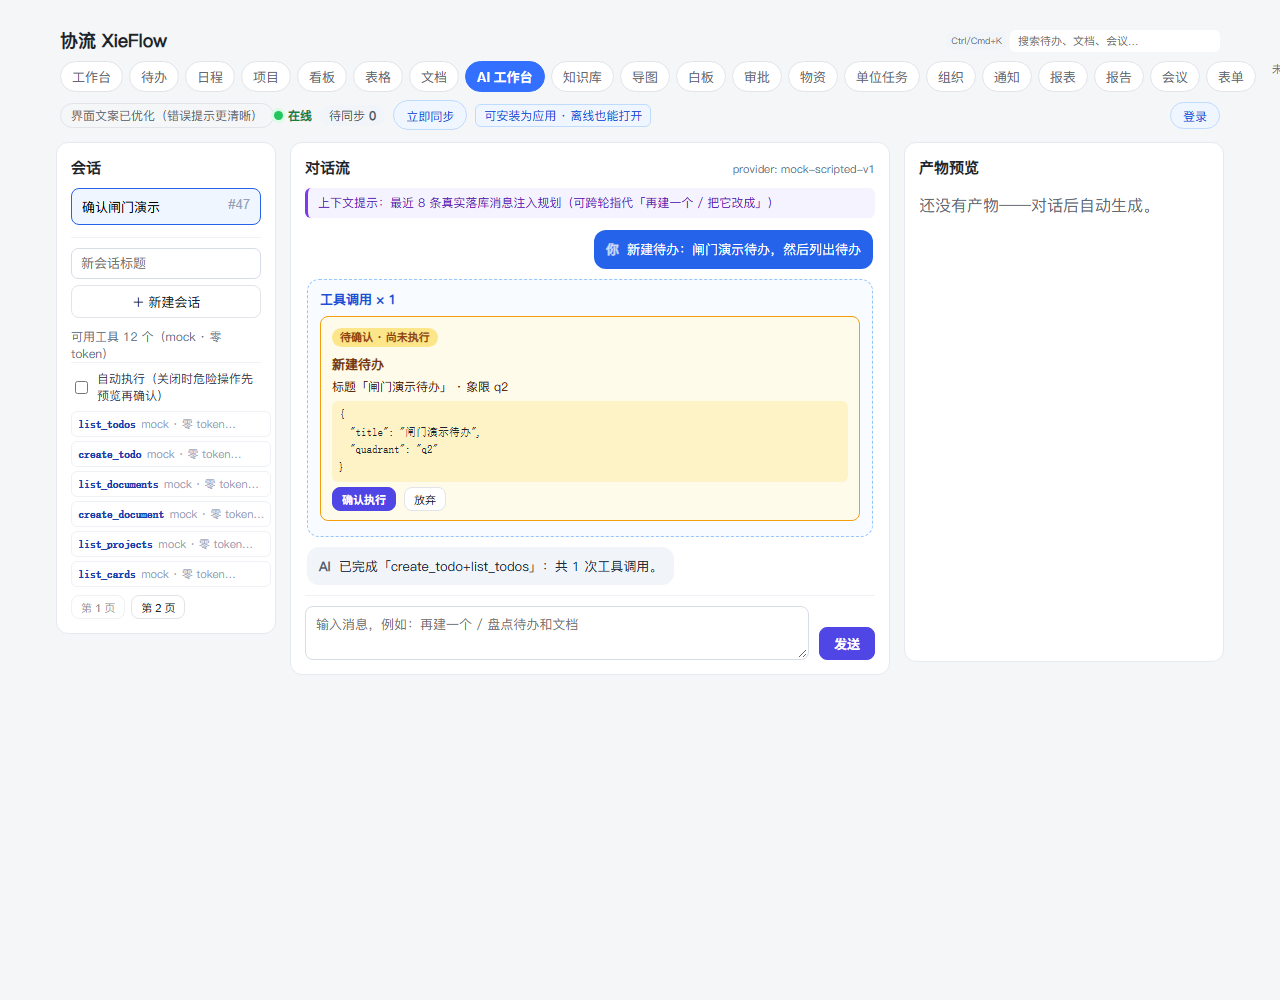 协流 XieFlow
Ctrl/Cmd+K
搜索待办、文档、会议…
工作台 待办 日程 项目 看板 表格 文档 AI 工作台 知识库 导图 白板 审批 物资 单位任务 组织 通知 报表 报告 会议 表单
界面文案已优化（错误提示更清晰） 在线 待同步 0 立即同步 可安装为应用 · 离线也能打开 登录
会话
确认闸门演示 #47
新会话标题
＋ 新建会话
可用工具 12 个（mock · 零
token）
自动执行（关闭时危险操作先
预览再确认）
list_todos mock · 零 token…
create_todo mock · 零 token…
list_documents mock · 零 token…
create_document mock · 零 token…
list_projects mock · 零 token…
list_cards mock · 零 token…
第 1 页 第 2 页
对话流 provider: mock-scripted-v1
上下文提示：最近 8 条真实落库消息注入规划（可跨轮指代「再建一个 / 把它改成」）
你 新建待办：闸门演示待办，然后列出待办
工具调用 × 1
待确认 · 尚未执行
新建待办
标题「闸门演示待办」 · 象限 q2
{
"title": "闸门演示待办",
"quadrant": "q2"
}
确认执行 放弃
AI 已完成「create_todo+list_todos」：共 1 次工具调用。
输入消息，例如：再建一个 / 盘点待办和文档
发送
产物预览
还没有产物——对话后自动生成。